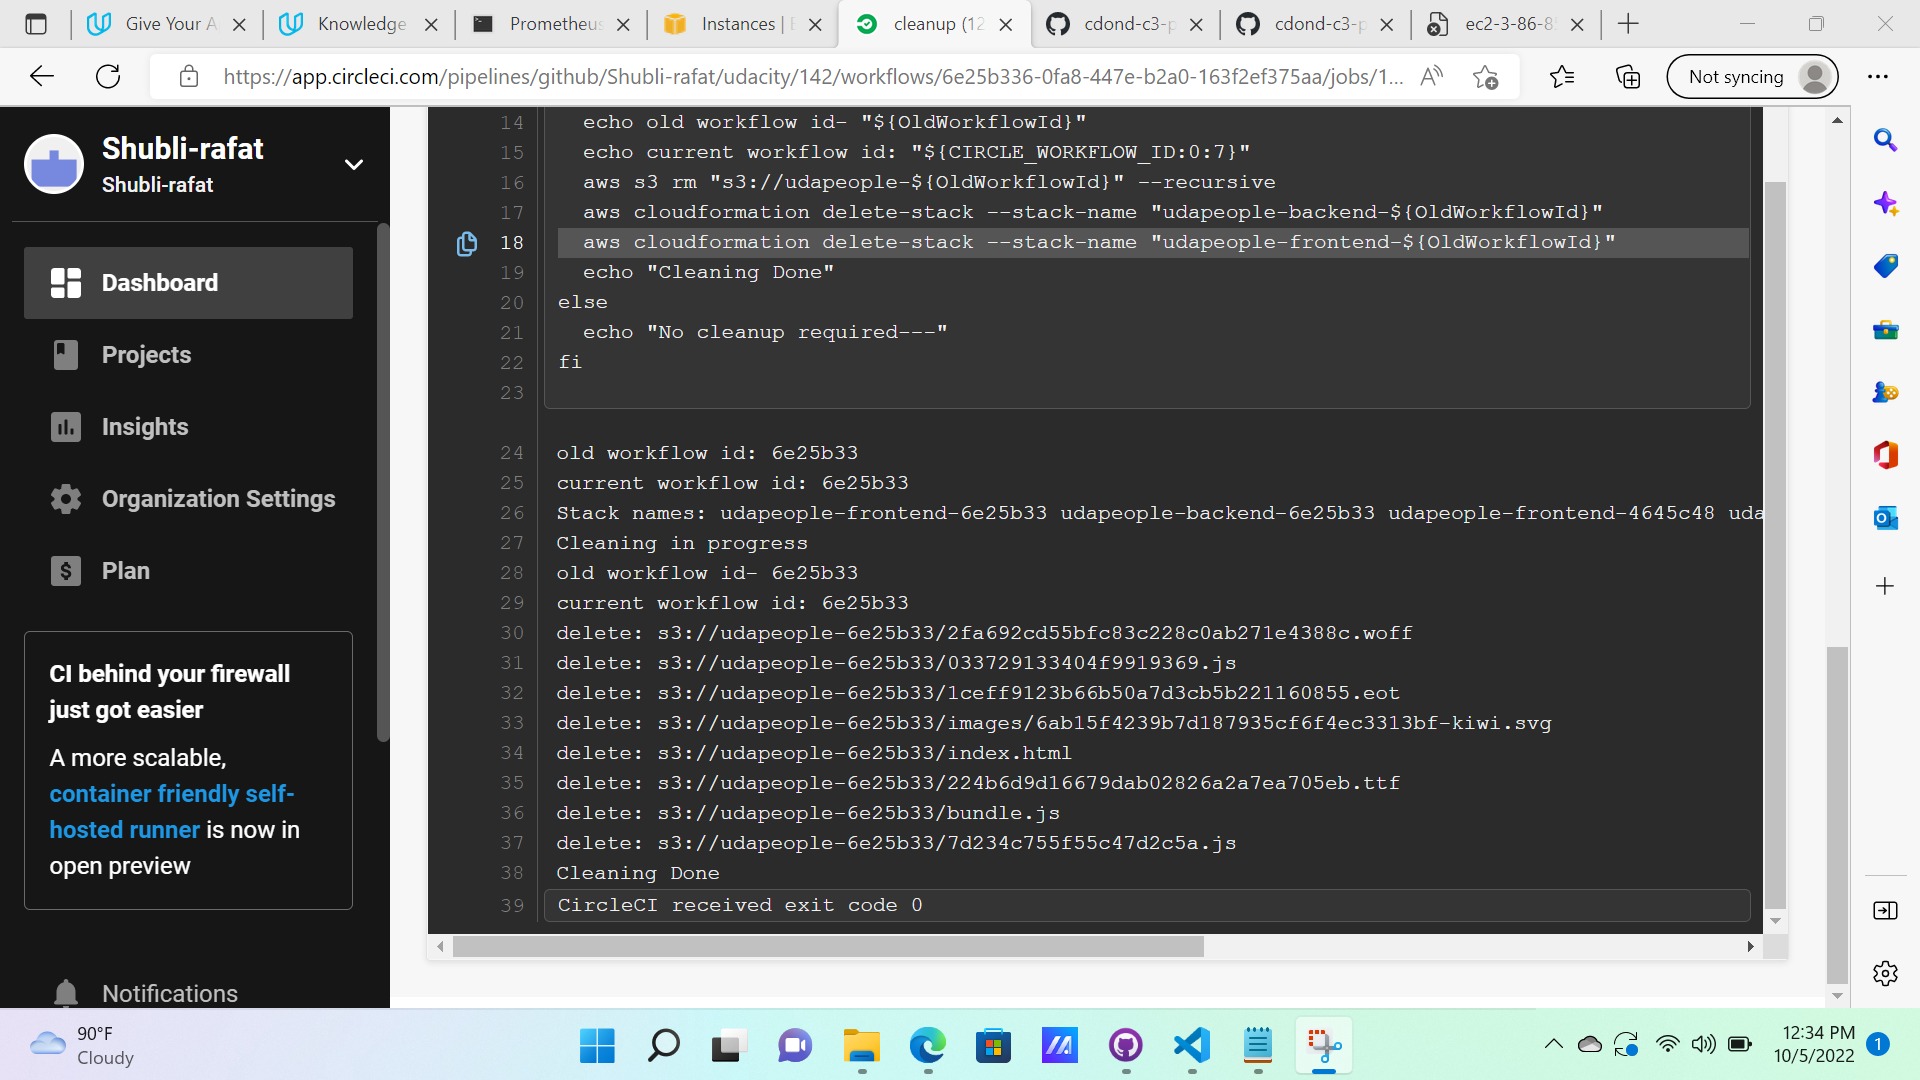 Give Your A
Knowledge
Prometheus
Instances | E
cleanup (12
cdond-c3-p
cdond-c3-p
ec2-3-86-8
https://app.circleci.com/pipelines/github/Shubli-rafat/udacity/142/workflows/6e25b336-0fa8-447e-b2a0-163f2ef375aa/jobs/1...
Not syncing
Shubli-rafat
Shubli-rafat
Dashboard
Projects
Insights
Organization Settings
Plan
CI behind your firewall
just got easier
A more scalable,
container friendly self-
hosted runner is now in
open preview
Notifications
14 echo old workflow id- "${OldWorkflowId}"
15 echo current workflow id: "${CIRCLE_WORKFLOW_ID:0:7}"
16 aws s3 rm "s3://udapeople-${OldWorkflowId}" --recursive
17 aws cloudformation delete-stack --stack-name "udapeople-backend-${OldWorkflowId}"
18 aws cloudformation delete-stack --stack-name "udapeople-frontend-${OldWorkflowId}"
19 echo "Cleaning Done"
20 else
21 echo "No cleanup required---"
22 fi
23
24 old workflow id: 6e25b33
25 current workflow id: 6e25b33
26 Stack names: udapeople-frontend-6e25b33 udapeople-backend-6e25b33 udapeople-frontend-4645c48 uda
27 Cleaning in progress
28 old workflow id- 6e25b33
29 current workflow id: 6e25b33
30 delete: s3://udapeople-6e25b33/2fa692cd55bfc83c228c0ab271e4388c.woff
31 delete: s3://udapeople-6e25b33/033729133404f9919369.js
32 delete: s3://udapeople-6e25b33/1ceff9123b66b50a7d3cb5b221160855.eot
33 delete: s3://udapeople-6e25b33/images/6ab15f4239b7d187935cf6f4ec3313bf-kiwi.svg
34 delete: s3://udapeople-6e25b33/index.html
35 delete: s3://udapeople-6e25b33/224b6d9d16679dab02826a2a7ea705eb.ttf
36 delete: s3://udapeople-6e25b33/bundle.js
37 delete: s3://udapeople-6e25b33/7d234c755f55c47d2c5a.js
38 Cleaning Done
39 CircleCI received exit code 0
90°F
Cloudy
12:34 PM
10/5/2022
1